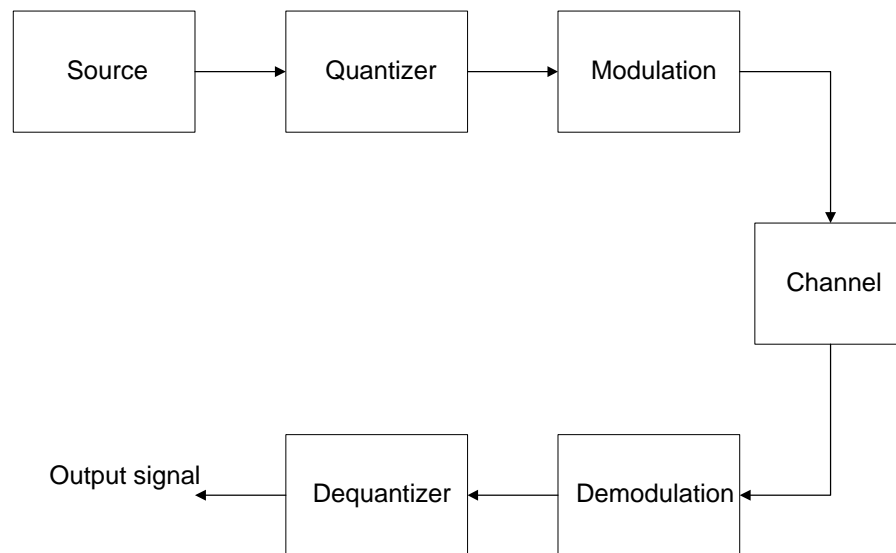 Source
Quantizer
Modulation
Channel
Demodulation
Dequantizer
Output signal